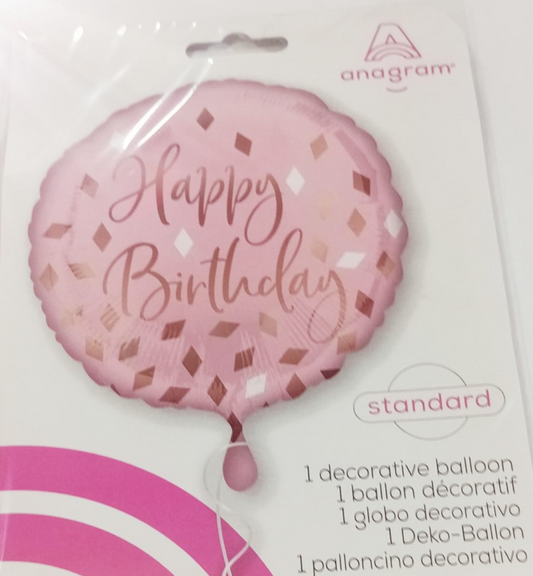 anagram
Happy
Birthday
standard
1 decorative balloon
1 ballon décoratif
1 globo decorativo
1 Deko-Ballon
1 palloncino decorativo